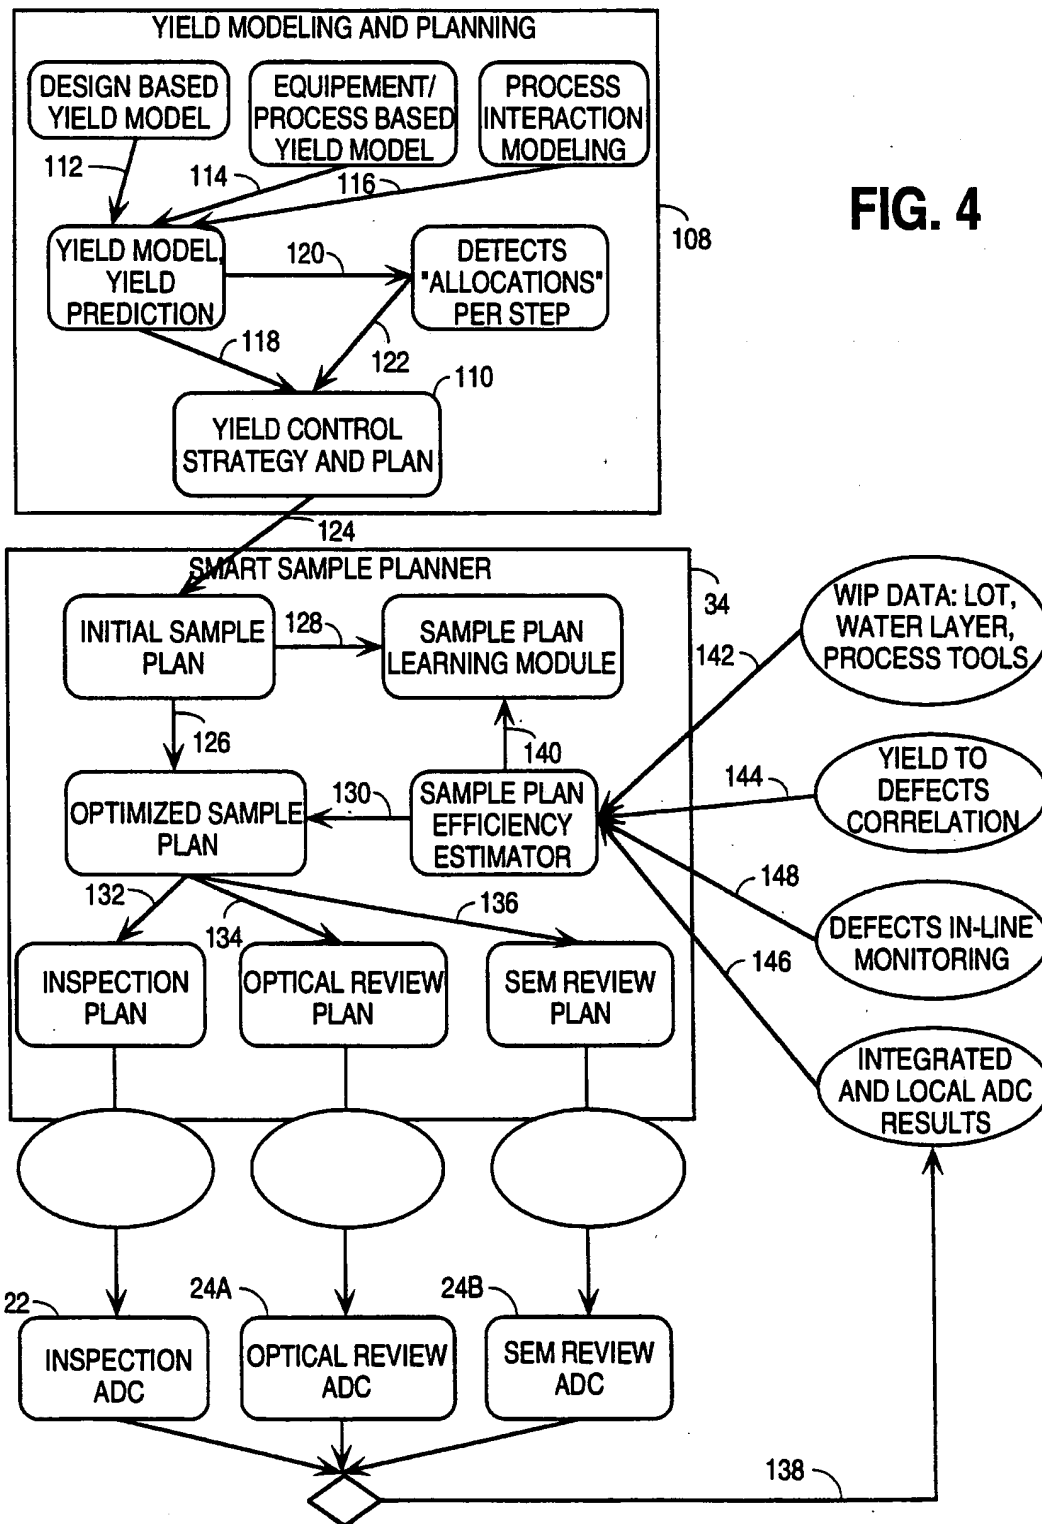 YIELD MODELING AND PLANNING
DESIGN BASED
YIELD MODEL
EQUIPEMENT/
PROCESS BASED
YIELD MODEL
PROCESS
INTERACTION
MODELING
112
114
116
FIG. 4
108
YIELD MODEL,
YIELD
PREDICTION
120
DETECTS
"ALLOCATIONS"
PER STEP
118
122
110
YIELD CONTROL
STRATEGY AND PLAN
124
SMART SAMPLE PLANNER
34
INITIAL SAMPLE
PLAN
128
SAMPLE PLAN
LEARNING MODULE
142
WIP DATA: LOT,
WATER LAYER,
PROCESS TOOLS
126
140
OPTIMIZED SAMPLE
PLAN
130
SAMPLE PLAN
EFFICIENCY
ESTIMATOR
144
YIELD TO
DEFECTS
CORRELATION
132
134
136
148
DEFECTS IN-LINE
MONITORING
146
INSPECTION
PLAN
OPTICAL REVIEW
PLAN
SEM REVIEW
PLAN
INTEGRATED
AND LOCAL ADC
RESULTS
22
24A
24B
INSPECTION
ADC
OPTICAL REVIEW
ADC
SEM REVIEW
ADC
138